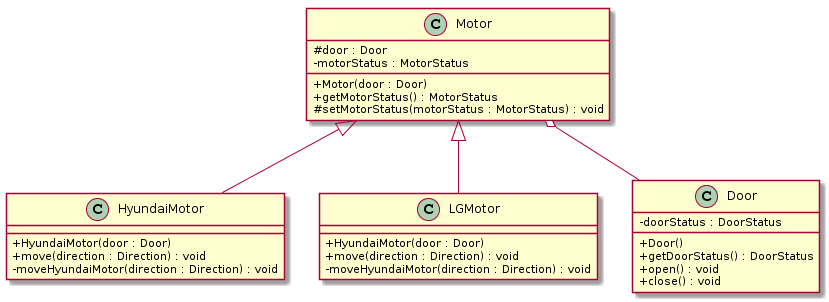 C Motor
#door : Door
-motorStatus : MotorStatus
+Motor(door : Door)
+getMotorStatus() : MotorStatus
#setMotorStatus(motorStatus : MotorStatus) : void
C HyundaiMotor
+HyundaiMotor(door : Door)
+move(direction : Direction) : void
-moveHyundaiMotor(direction : Direction) : void
C LGMotor
+HyundaiMotor(door : Door)
+move(direction : Direction) : void
-moveHyundaiMotor(direction : Direction) : void
C Door
-doorStatus : DoorStatus
+Door()
+getDoorStatus() : DoorStatus
+open() : void
+close() : void